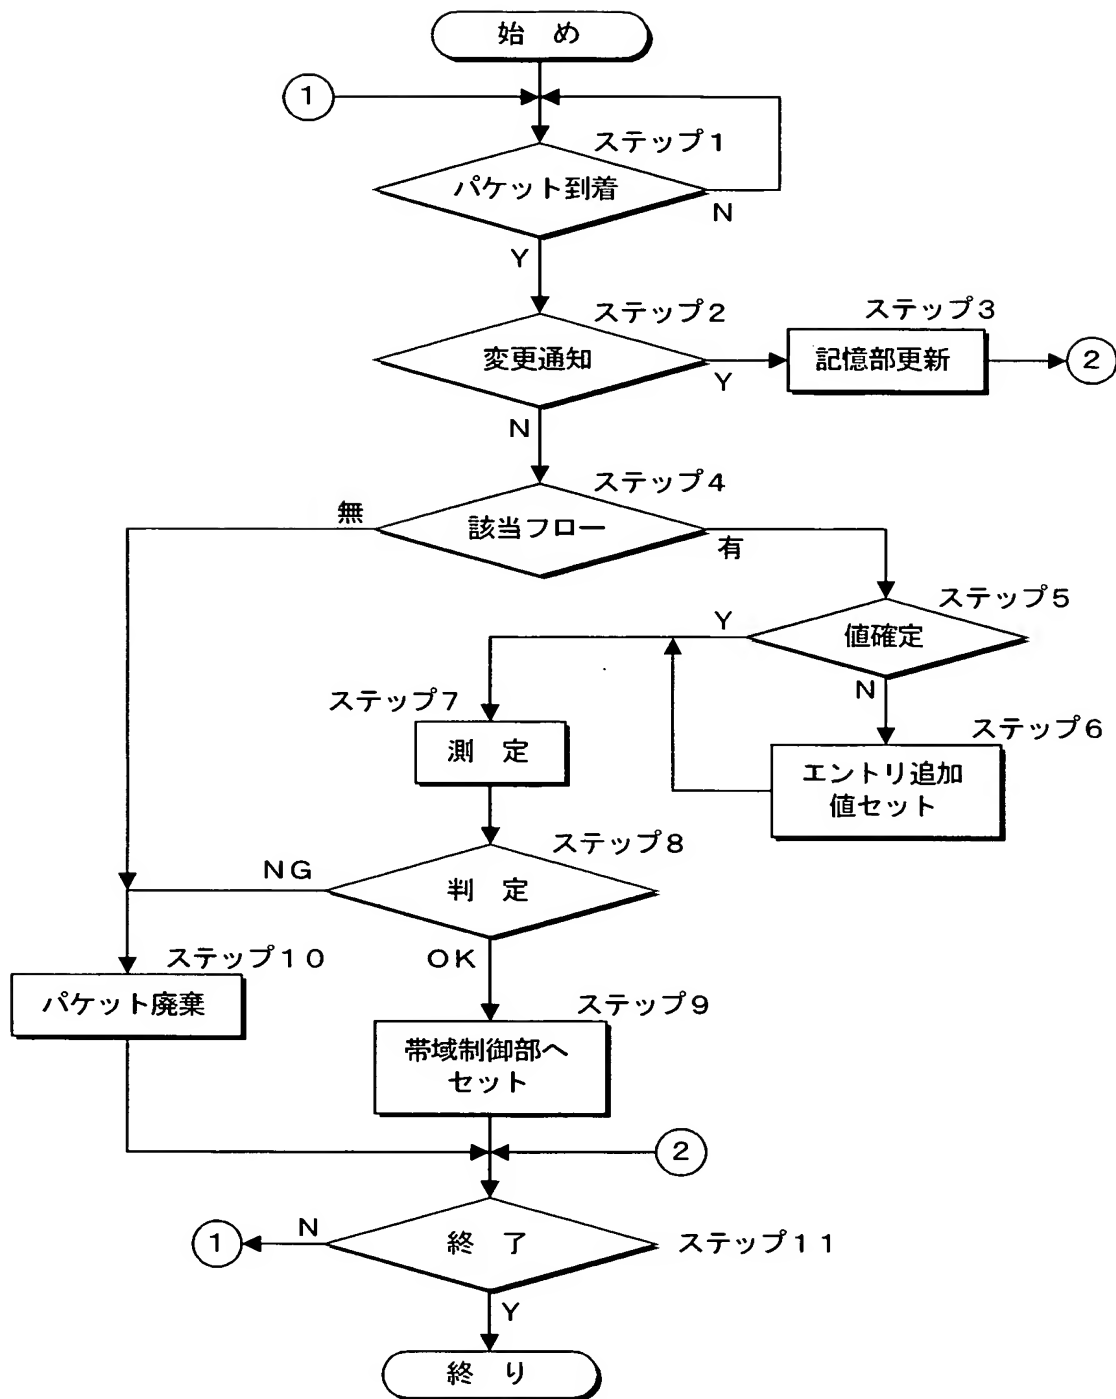 始 め
1
ステップ1
パケット到着
N
Y
ステップ2
変更通知
Y
N
ステップ3
記憶部更新
2
ステップ4
該当フロー
無
有
ステップ5
値確定
Y
N
ステップ6
エントリ追加
値セット
ステップ7
測 定
ステップ8
判 定
NG
OK
ステップ10
パケット廃棄
ステップ9
帯域制御部へ
セット
2
ステップ11
終 了
N
1
Y
終 り